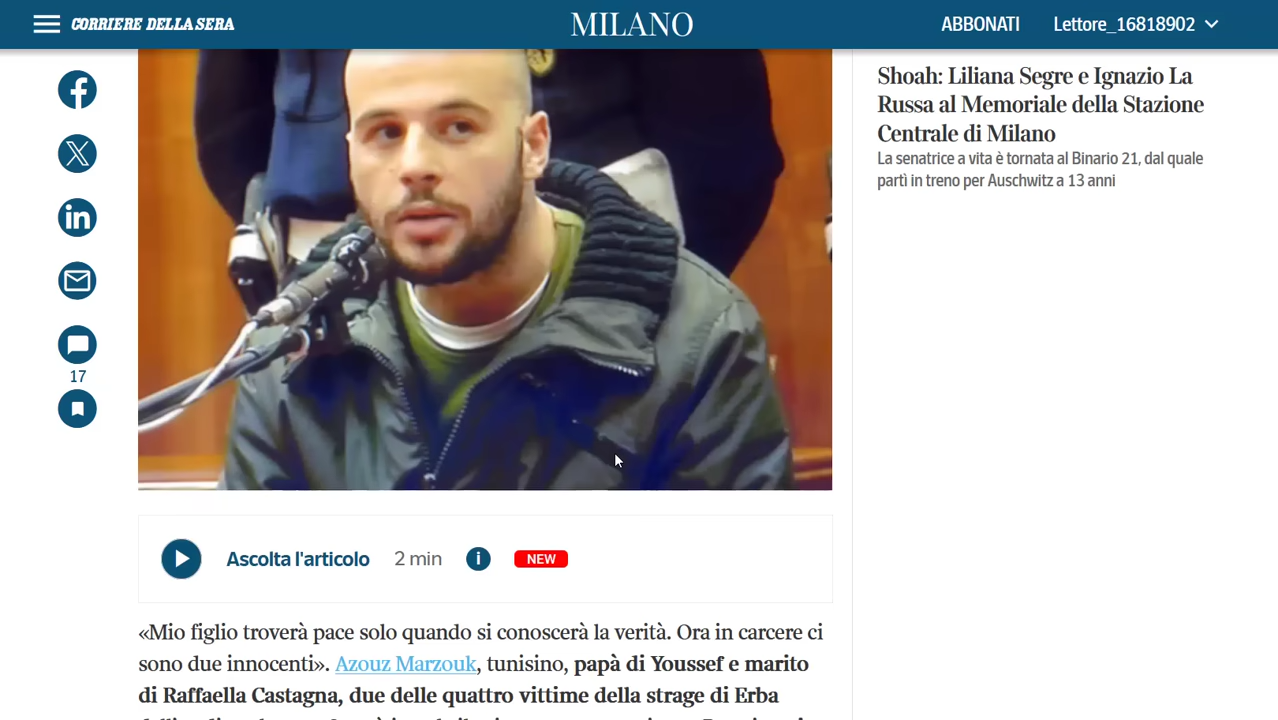 CORRIERE DELLA SERA
MILANO
ABBONATI
Lettore_16818902
Shoah: Liliana Segre e Ignazio La
Russa al Memoriale della Stazione
Centrale di Milano
La senatrice a vita è tornata al Binario 21, dal quale
partì in treno per Auschwitz a 13 anni
17
Ascolta l'articolo 2 min i NEW
«Mio figlio troverà pace solo quando si conoscerà la verità. Ora in carcere ci
sono due innocenti». Azouz Marzouk, tunisino, papà di Youssef e marito
di Raffaella Castagna, due delle quattro vittime della strage di Erba